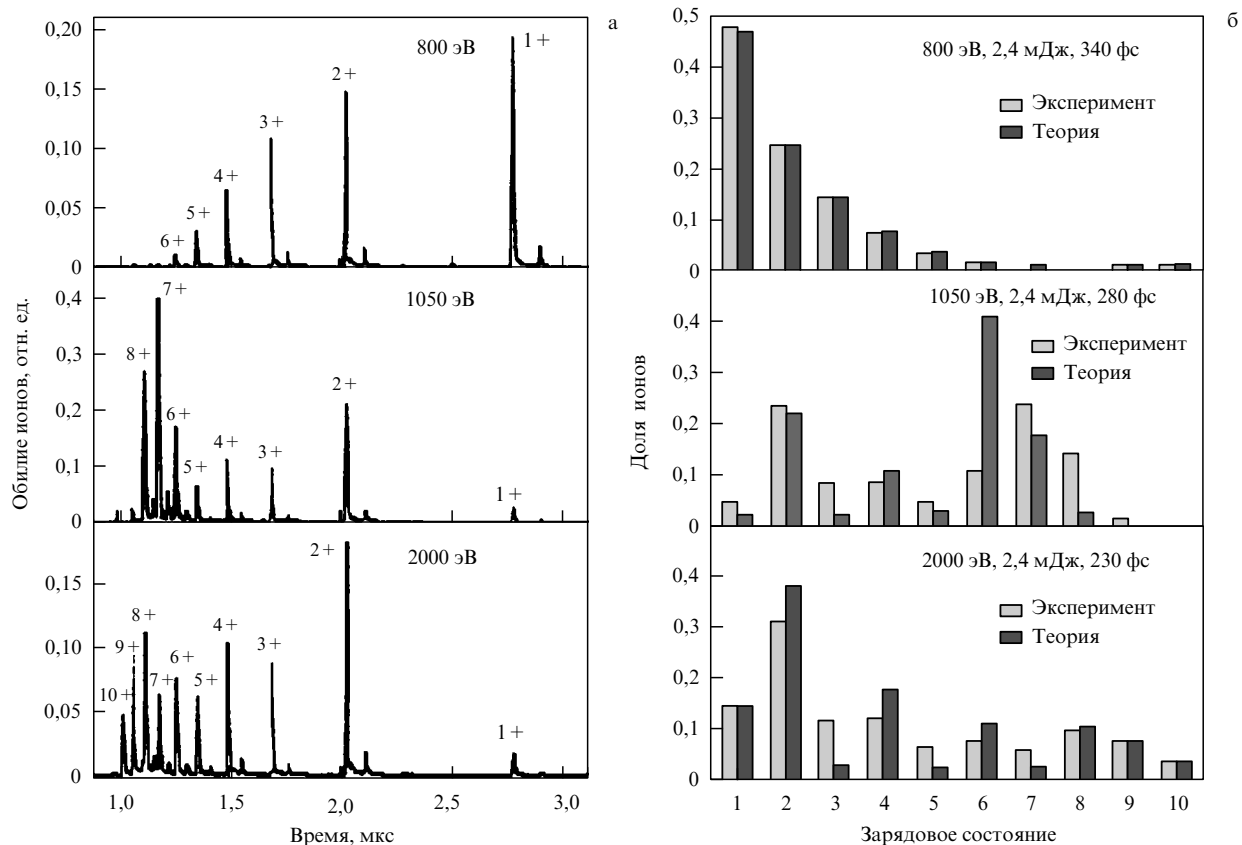 а
Обилие ионов, отн. ед.
0,20
0,15
0,10
0,05
0
800 эВ
6 +
5 +
4 +
3 +
2 +
1 +
0,4
0,3
0,2
0,1
0
1050 эВ
8 +
7 +
6 +
5 +
4 +
3 +
2 +
1 +
0,15
0,10
0,05
0
2000 эВ
10 +
9 +
8 +
7 +
6 +
5 +
4 +
3 +
2 +
1 +
1,0 1,5 2,0 2,5 3,0
Время, мкс
б
Доля ионов
0,5
0,4
0,3
0,2
0,1
0
800 эВ, 2,4 мДж, 340 фс
Эксперимент
Теория
0,4
0,3
0,2
0,1
0
1050 эВ, 2,4 мДж, 280 фс
Эксперимент
Теория
0,4
0,3
0,2
0,1
0
2000 эВ, 2,4 мДж, 230 фс
Эксперимент
Теория
1 2 3 4 5 6 7 8 9 10
Зарядовое состояние